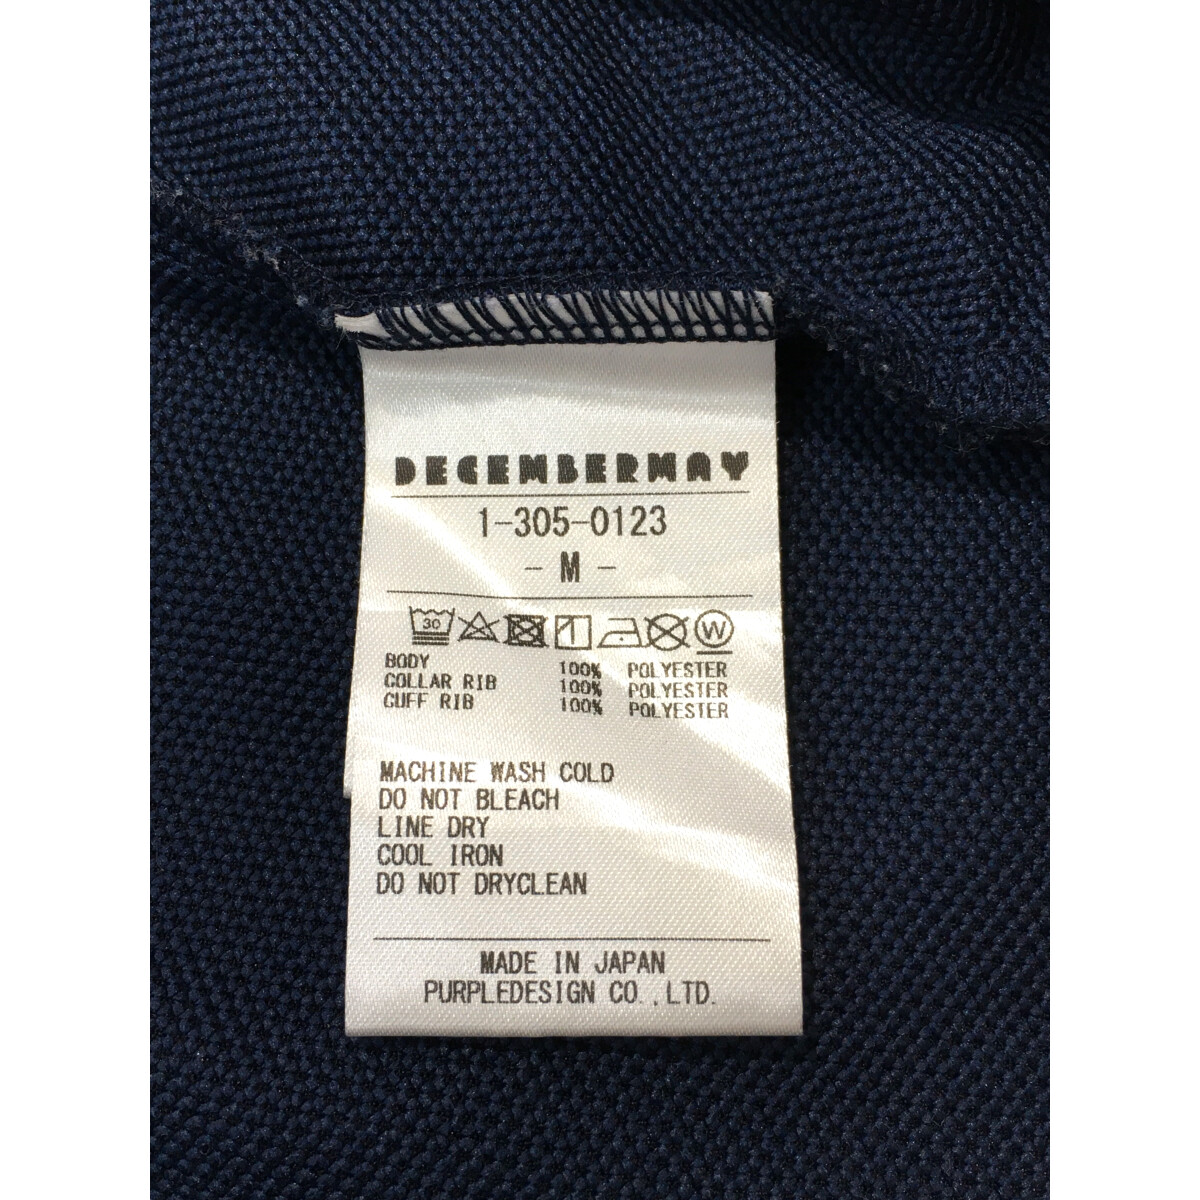 DECEMBERMAY
1-305-0123
- M -
30 W
BODY 100% POLYESTER
COLLAR RIB 100% POLYESTER
CUFF RIB 100% POLYESTER
MACHINE WASH COLD
DO NOT BLEACH
LINE DRY
COOL IRON
DO NOT DRYCLEAN
MADE IN JAPAN
PURPLEDESIGN CO.,LTD.